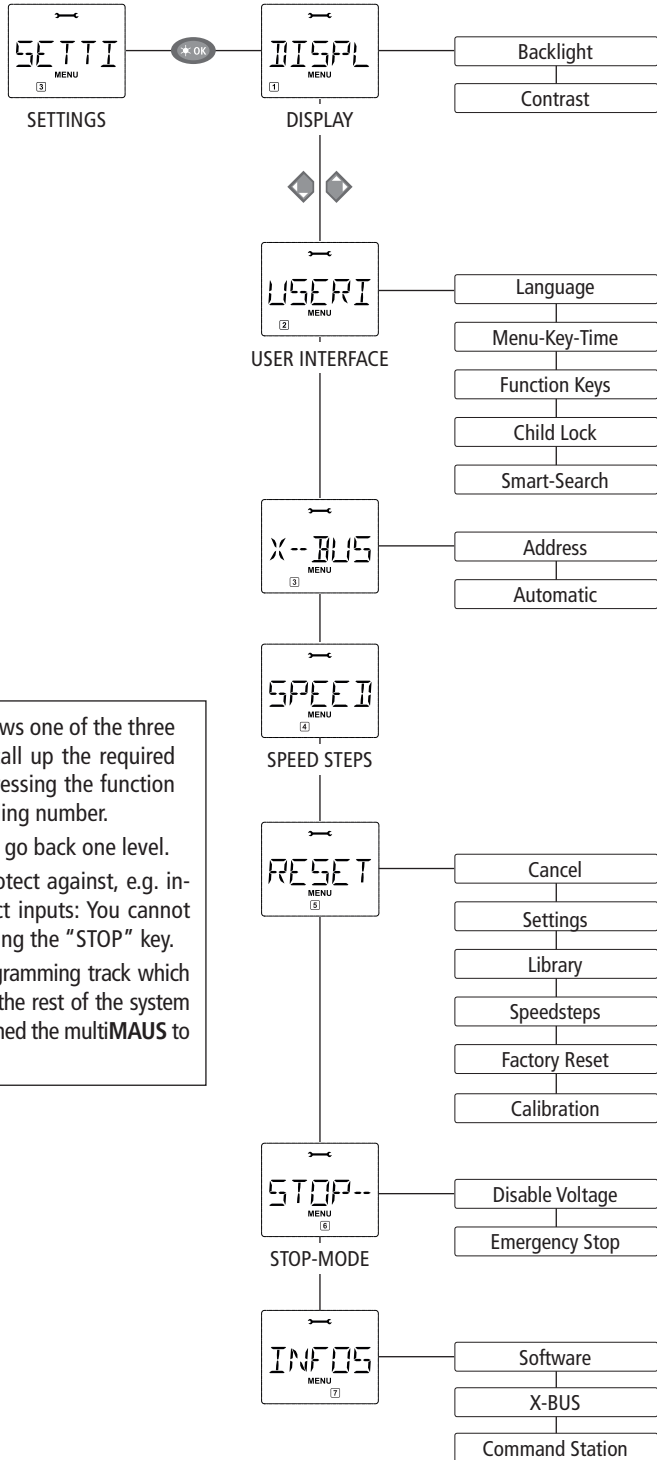 SETTI
MENU
3
SETTINGS
OK
DISPL
MENU
1
DISPLAY
Backlight
Contrast
USERI
MENU
2
USER INTERFACE
Language
Menu-Key-Time
Function Keys
Child Lock
Smart-Search
X--BUS
MENU
3
Address
Automatic
SPEED
MENU
4
SPEED STEPS
RESET
MENU
5
Cancel
Settings
Library
Speedsteps
Factory Reset
Calibration
STOP--
MENU
6
STOP-MODE
Disable Voltage
Emergency Stop
INFOS
MENU
7
Software
X-BUS
Command Station
ws one of the three
all up the required
ressing the function
ing number.
go back one level.
otect against, e.g. in-
ct inputs: You cannot
ing the "STOP" key.
gramming track which
the rest of the system
ned the multiMAUS to